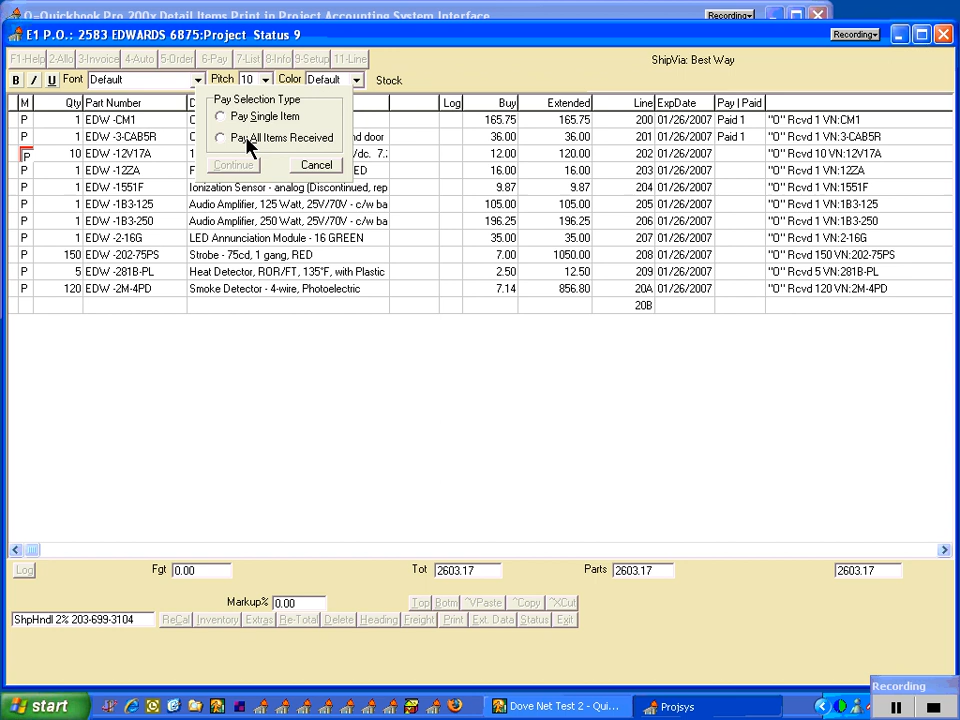 Q=Quickbook Pro 200x Detail Items Print in Project Accounting System Interface
Recording
E1 P.O.: 2583 EDWARDS 6875:Project Status 9
Recording
F1-Help 2-Allo 3-Invoice 4-Auto 5-Order 6-Pay 7-List 8-Info 9-Setup 11-Line
ShipVia: Best Way
B I U Font Default Pitch 10 Color Default Stock
Pay Selection Type
Pay Single Item
Pay All Items Received
Continue Cancel
M Qty Part Number D Log Buy Extended Line ExpDate Pay | Paid
P 1 EDW -CM1 C 165.75 165.75 200 01/26/2007 Paid 1 "O" Rcvd 1 VN:CM1
P 1 EDW -3-CAB5R C nd door 36.00 36.00 201 01/26/2007 Paid 1 "O" Rcvd 1 VN:3-CAB5R
P 10 EDW -12V17A 1 /dc. 7. 12.00 120.00 202 01/26/2007 "O" Rcvd 10 VN:12V17A
P 1 EDW -12ZA F ED 16.00 16.00 203 01/26/2007 "O" Rcvd 1 VN:12ZA
P 1 EDW -1551F Ionization Sensor - analog (Discontinued, rep 9.87 9.87 204 01/26/2007 "O" Rcvd 1 VN:1551F
P 1 EDW -1B3-125 Audio Amplifier, 125 Watt, 25V/70V - c/w ba 105.00 105.00 205 01/26/2007 "O" Rcvd 1 VN:1B3-125
P 1 EDW -1B3-250 Audio Amplifier, 250 Watt, 25V/70V - c/w ba 196.25 196.25 206 01/26/2007 "O" Rcvd 1 VN:1B3-250
P 1 EDW -2-16G LED Annunciation Module - 16 GREEN 35.00 35.00 207 01/26/2007 "O" Rcvd 1 VN:2-16G
P 150 EDW -202-75PS Strobe - 75cd, 1 gang, RED 7.00 1050.00 208 01/26/2007 "O" Rcvd 150 VN:202-75PS
P 5 EDW -281B-PL Heat Detector, ROR/FT, 135°F, with Plastic 2.50 12.50 209 01/26/2007 "O" Rcvd 5 VN:281B-PL
P 120 EDW -2M-4PD Smoke Detector - 4-wire, Photoelectric 7.14 856.80 20A 01/26/2007 "O" Rcvd 120 VN:2M-4PD
20B
Log Fgt 0.00 Tot 2603.17 Parts 2603.17 2603.17
Markup% 0.00 Top Botm ^VPaste ^Copy ^XCut
ShpHndl 2% 203-699-3104 ReCal Inventory Extras Re-Total Delete Heading Freight Print Ext. Data Status Exit
Recording
start Dove Net Test 2 - Qui... Projsys